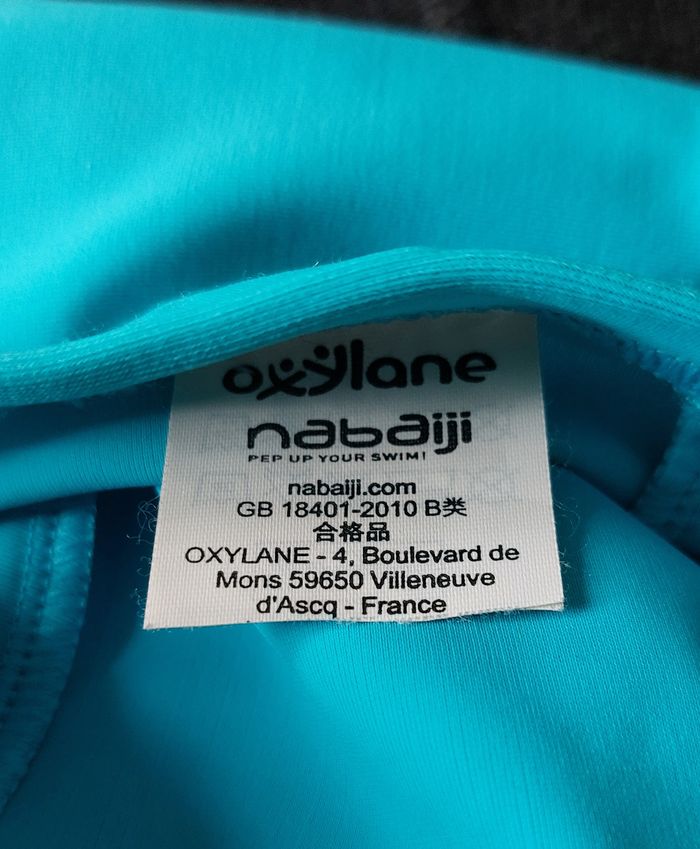 oxylane
nabaiji
PEP UP YOUR SWIM!
nabaiji.com
GB 18401-2010 B类
合格品
OXYLANE - 4, Boulevard de
Mons 59650 Villeneuve
d'Ascq - France